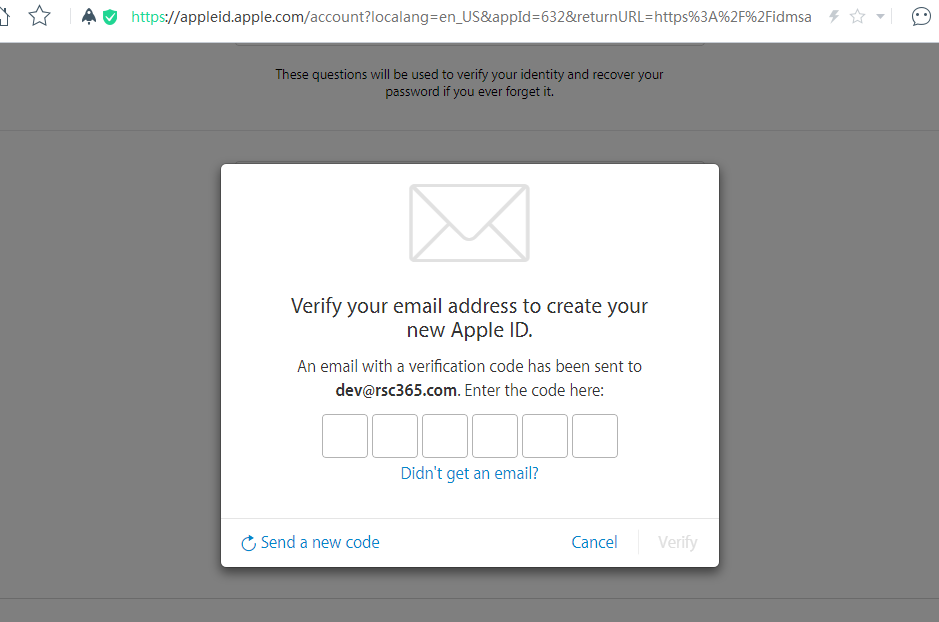 https://appleid.apple.com/account?localang=en_US&appId=632&returnURL=https%3A%2F%2Fidmsa
These questions will be used to verify your identity and recover your
password if you ever forget it.
Verify your email address to create your
new Apple ID.
An email with a verification code has been sent to
dev@rsc365.com. Enter the code here:
Didn't get an email?
Send a new code
Cancel
Verify